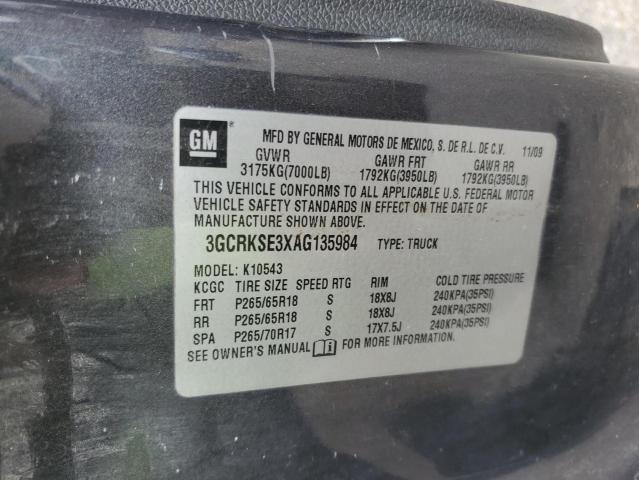 GM
MFD BY GENERAL MOTORS DE MEXICO, S. DE R.L. DE C.V. 11/09
GVWR GAWR FRT GAWR RR
3175KG(7000LB) 1792KG(3950LB) 1792KG(3950LB)
THIS VEHICLE CONFORMS TO ALL APPLICABLE U.S. FEDERAL MOTOR
VEHICLE SAFETY STANDARDS IN EFFECT ON THE DATE OF
MANUFACTURE SHOWN ABOVE.
3GCRKSE3XAG135984 TYPE: TRUCK
MODEL: K10543
KCGC TIRE SIZE SPEED RTG RIM COLD TIRE PRESSURE
FRT P265/65R18 S 18X8J 240KPA(35PSI)
RR P265/65R18 S 18X8J 240KPA(35PSI)
SPA P265/70R17 S 17X7.5J 240KPA(35PSI)
SEE OWNER'S MANUAL FOR MORE INFORMATION.